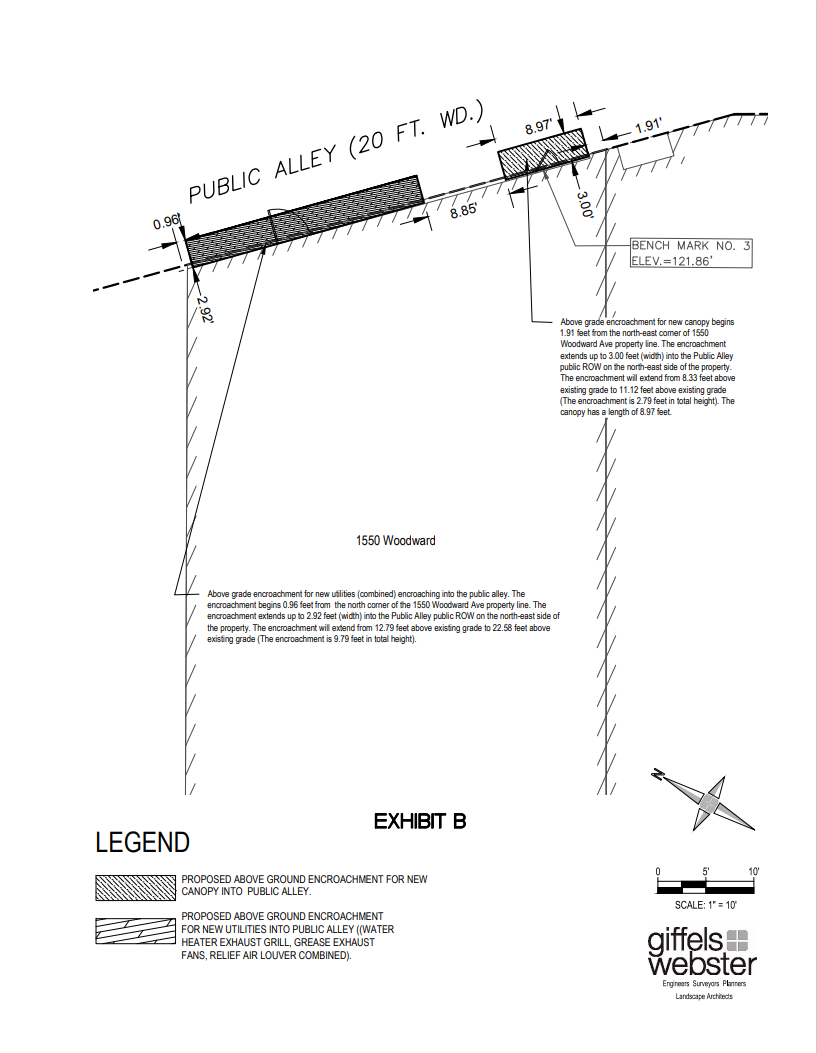 PUBLIC ALLEY (20 FT. WD.)
8.97'
1.91'
0.96'
8.85'
3.00'
2.92'
BENCH MARK NO. 3
ELEV.=121.86'
Above grade encroachment for new canopy begins
1.91 feet from the north-east corner of 1550
Woodward Ave property line. The encroachment
extends up to 3.00 feet (width) into the Public Alley
public ROW on the north-east side of the property.
The encroachment will extend from 8.33 feet above
existing grade to 11.12 feet above existing grade
(The encroachment is 2.79 feet in total height). The
canopy has a length of 8.97 feet.
1550 Woodward
Above grade encroachment for new utilities (combined) encroaching into the public alley. The
encroachment begins 0.96 feet from the north corner of the 1550 Woodward Ave property line. The
encroachment extends up to 2.92 feet (width) into the Public Alley public ROW on the north-east side of
the property. The encroachment will extend from 12.79 feet above existing grade to 22.58 feet above
existing grade (The encroachment is 9.79 feet in total height).
N
EXHIBIT B
LEGEND
PROPOSED ABOVE GROUND ENCROACHMENT FOR NEW
CANOPY INTO PUBLIC ALLEY.
PROPOSED ABOVE GROUND ENCROACHMENT
FOR NEW UTILITIES INTO PUBLIC ALLEY ((WATER
HEATER EXHAUST GRILL, GREASE EXHAUST
FANS, RELIEF AIR LOUVER COMBINED).
0 5' 10'
SCALE: 1" = 10'
giffels
webster
Engineers Surveyors Planners
Landscape Architects